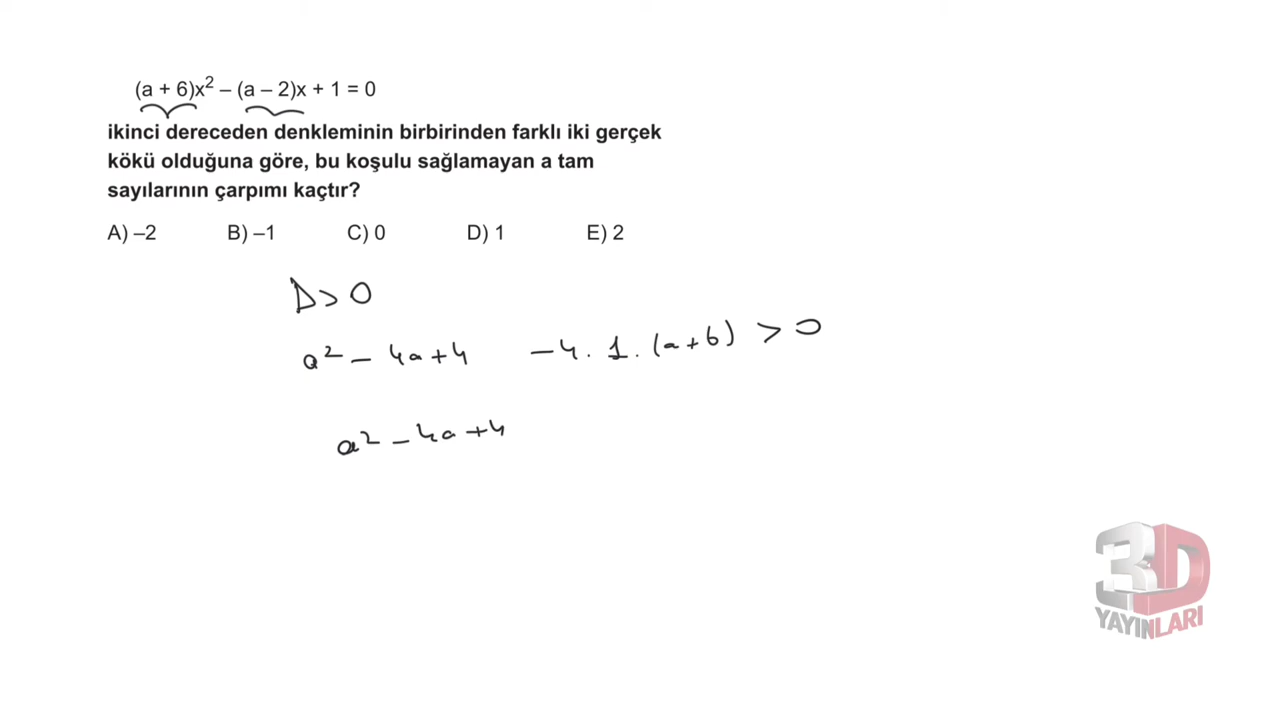 (a + 6)x² – (a – 2)x + 1 = 0
ikinci dereceden denkleminin birbirinden farklı iki gerçek
kökü olduğuna göre, bu koşulu sağlamayan a tam
sayılarının çarpımı kaçtır?
A) –2 B) –1 C) 0 D) 1 E) 2
Δ > 0
a² – 4a + 4 – 4 . 1 . (a + 6) > 0
a² – 4a + 4
3D
YAYINLARI